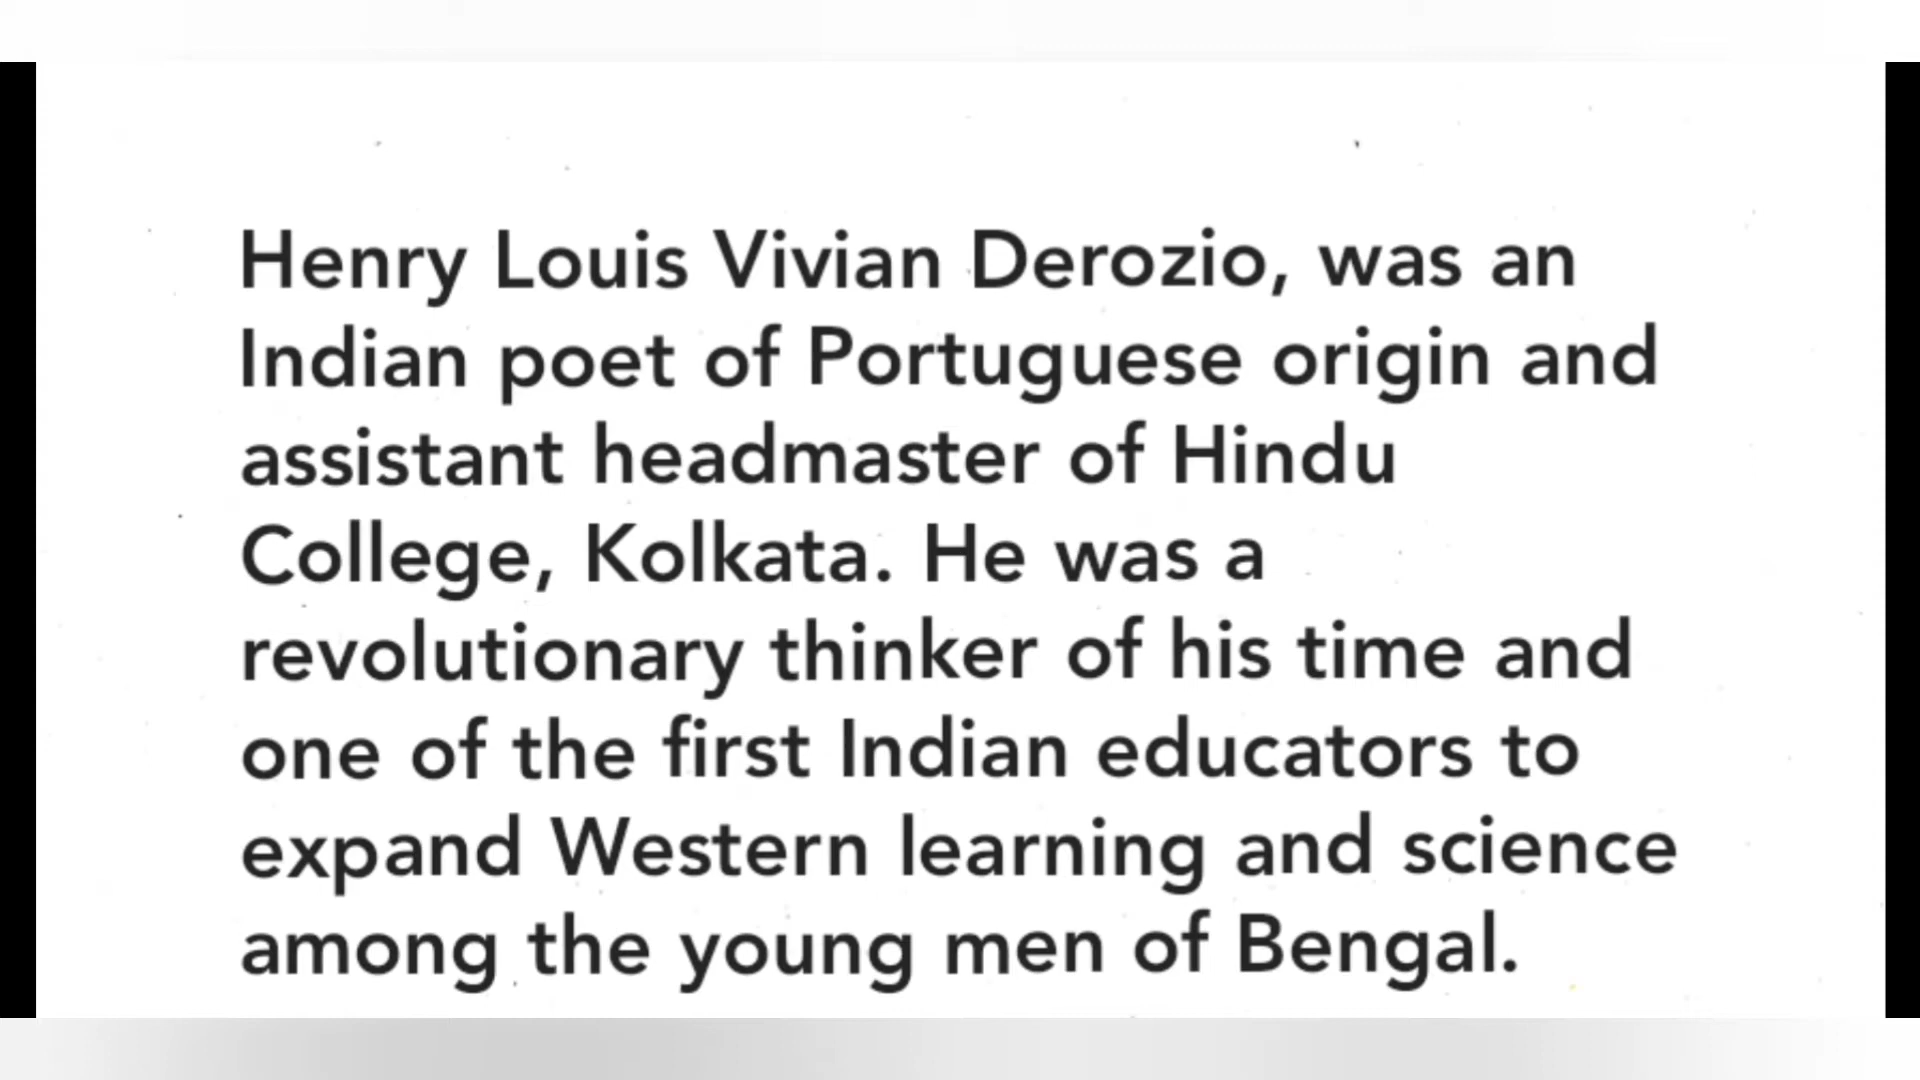 Henry Louis Vivian Derozio, was an
Indian poet of Portuguese origin and
assistant headmaster of Hindu
College, Kolkata. He was a
revolutionary thinker of his time and
one of the first Indian educators to
expand Western learning and science
among the young men of Bengal.